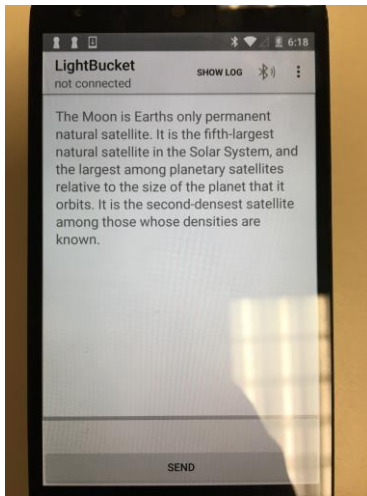 6:18
LightBucket
not connected
SHOW LOG
The Moon is Earths only permanent
natural satellite. It is the fifth-largest
natural satellite in the Solar System, and
the largest among planetary satellites
relative to the size of the planet that it
orbits. It is the second-densest satellite
among those whose densities are
known.
SEND